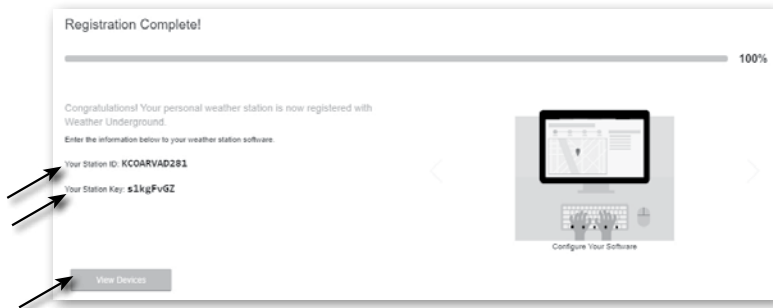 Registration Complete!
100%
Congratulations! Your personal weather station is now registered with
Weather Underground.
Enter the information below to your weather station software.
Your Station ID: KCOARVAD281
Your Station Key: s1kgFvGZ
Configure Your Software
View Devices